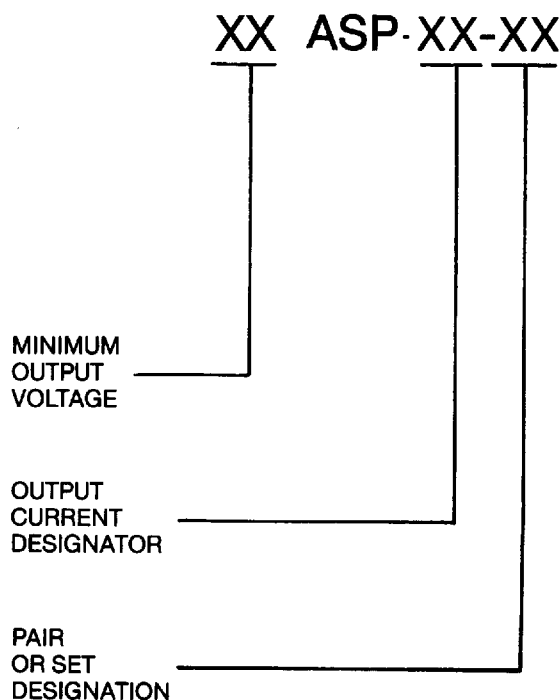 XX ASP-XX-XX
MINIMUM
OUTPUT
VOLTAGE
OUTPUT
CURRENT
DESIGNATOR
PAIR
OR SET
DESIGNATION